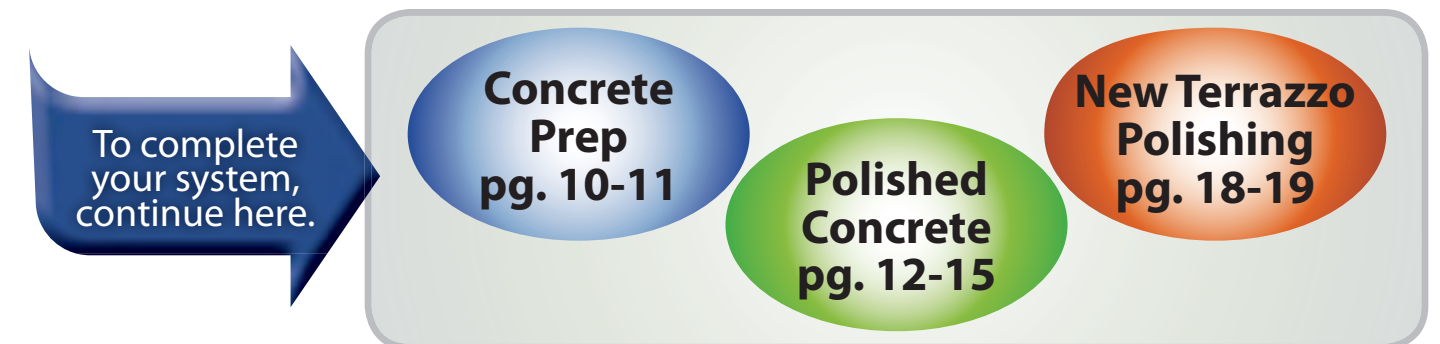 To complete
your system,
continue here.
Concrete
Prep
pg. 10-11
Polished
Concrete
pg. 12-15
New Terrazzo
Polishing
pg. 18-19